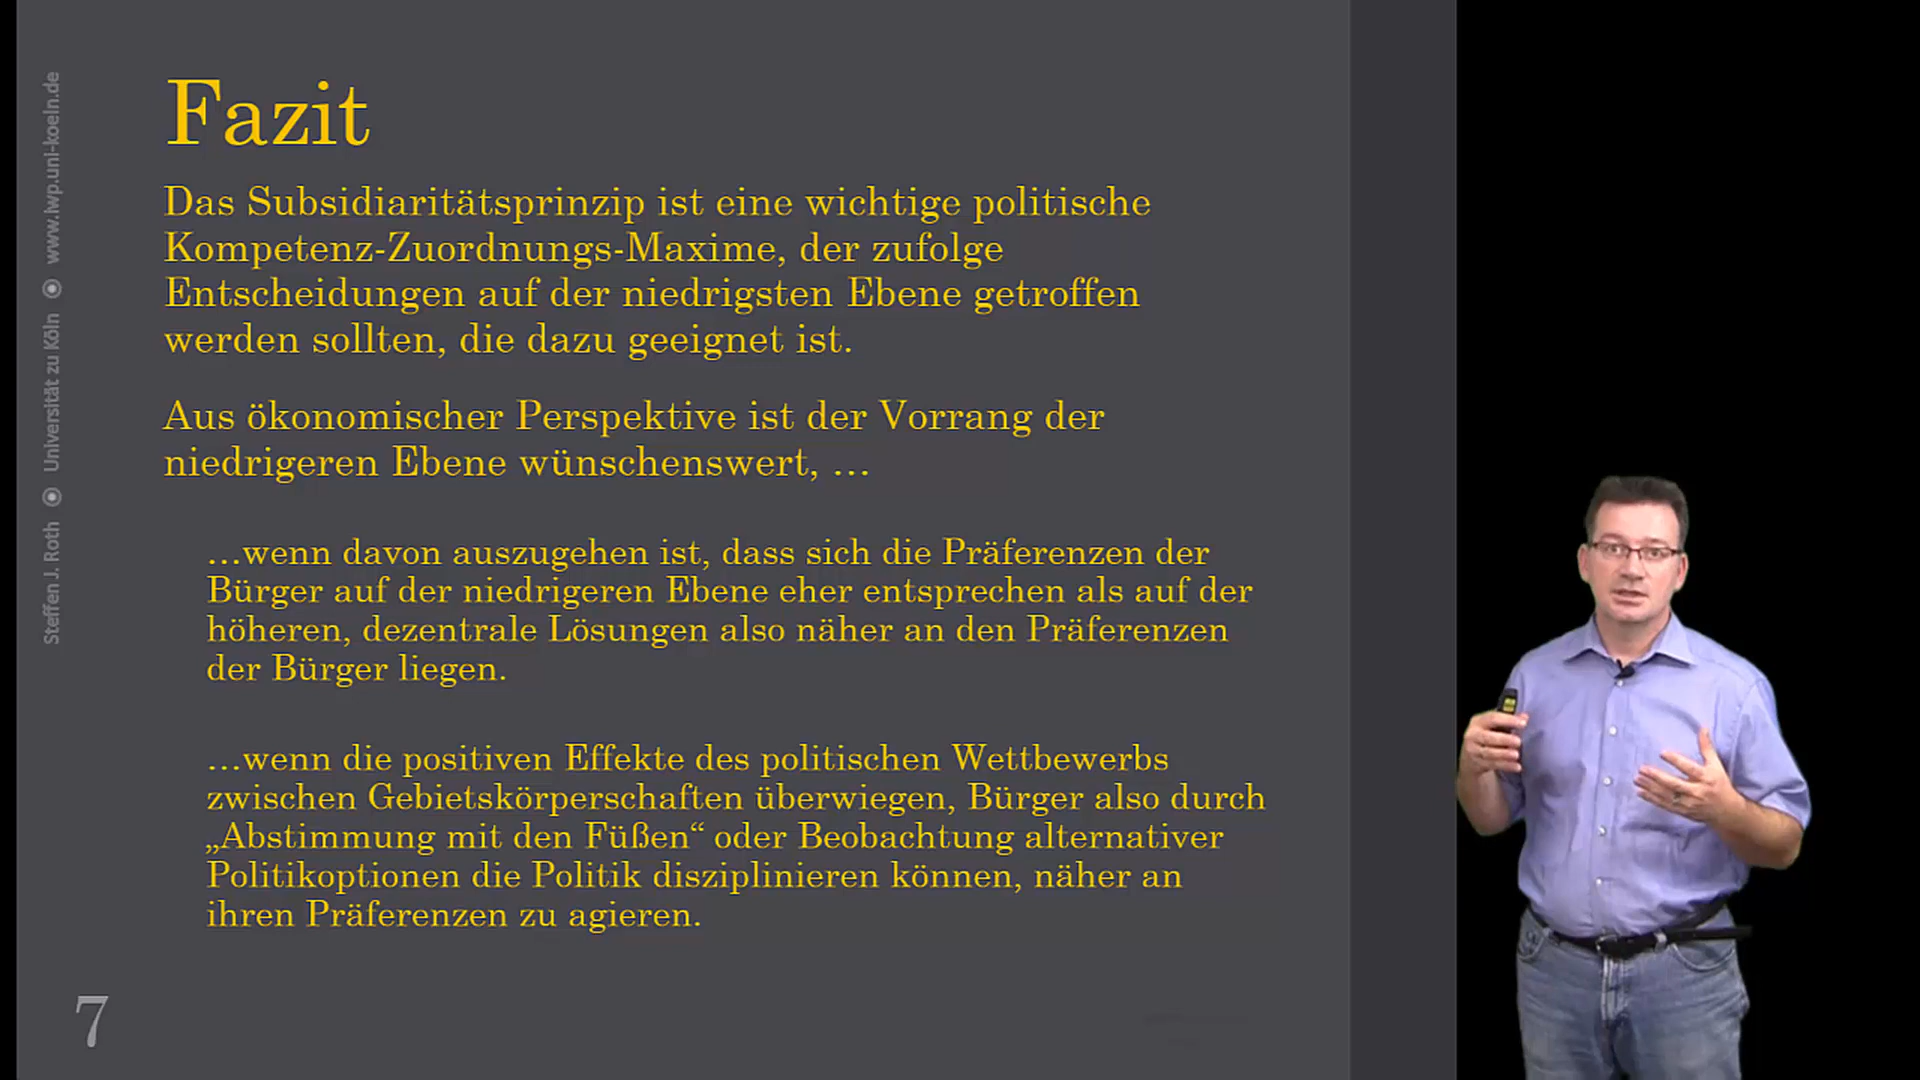 Fazit
Das Subsidiaritätsprinzip ist eine wichtige politische
Kompetenz-Zuordnungs-Maxime, der zufolge
Entscheidungen auf der niedrigsten Ebene getroffen
werden sollten, die dazu geeignet ist.
Aus ökonomischer Perspektive ist der Vorrang der
niedrigeren Ebene wünschenswert, …
…wenn davon auszugehen ist, dass sich die Präferenzen der
Bürger auf der niedrigeren Ebene eher entsprechen als auf der
höheren, dezentrale Lösungen also näher an den Präferenzen
der Bürger liegen.
…wenn die positiven Effekte des politischen Wettbewerbs
zwischen Gebietskörperschaften überwiegen, Bürger also durch
„Abstimmung mit den Füßen“ oder Beobachtung alternativer
Politikoptionen die Politik disziplinieren können, näher an
ihren Präferenzen zu agieren.
Steffen J. Roth ⦿ Universität zu Köln ⦿ www.iwp.uni-koeln.de
7